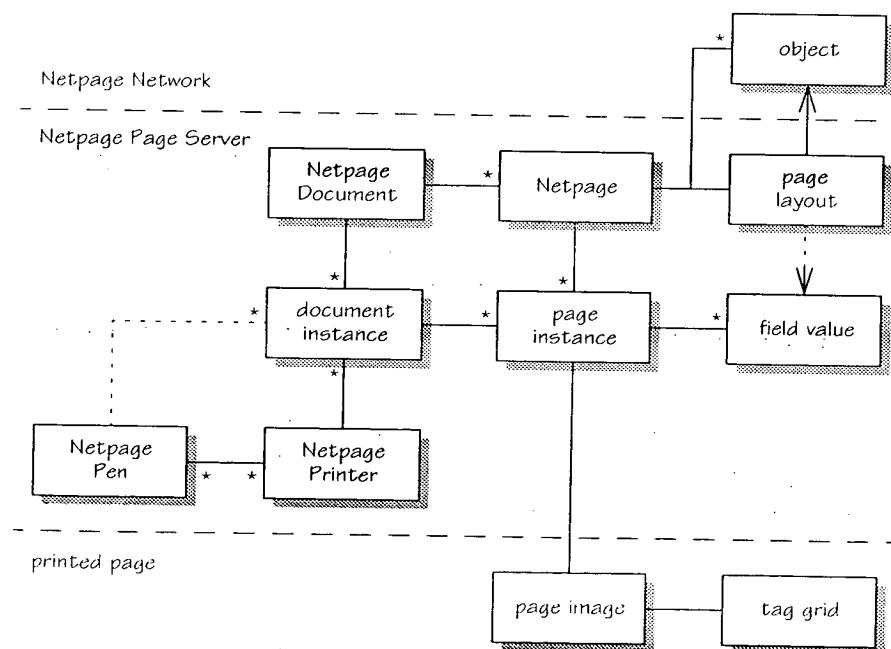 *
object
Netpage Network
Netpage Page Server
Netpage
Document
*
Netpage
page
layout
*
*
*
document
instance
*
page
instance
*
field value
*
Netpage
Pen
*
*
Netpage
Printer
printed page
page image
tag grid